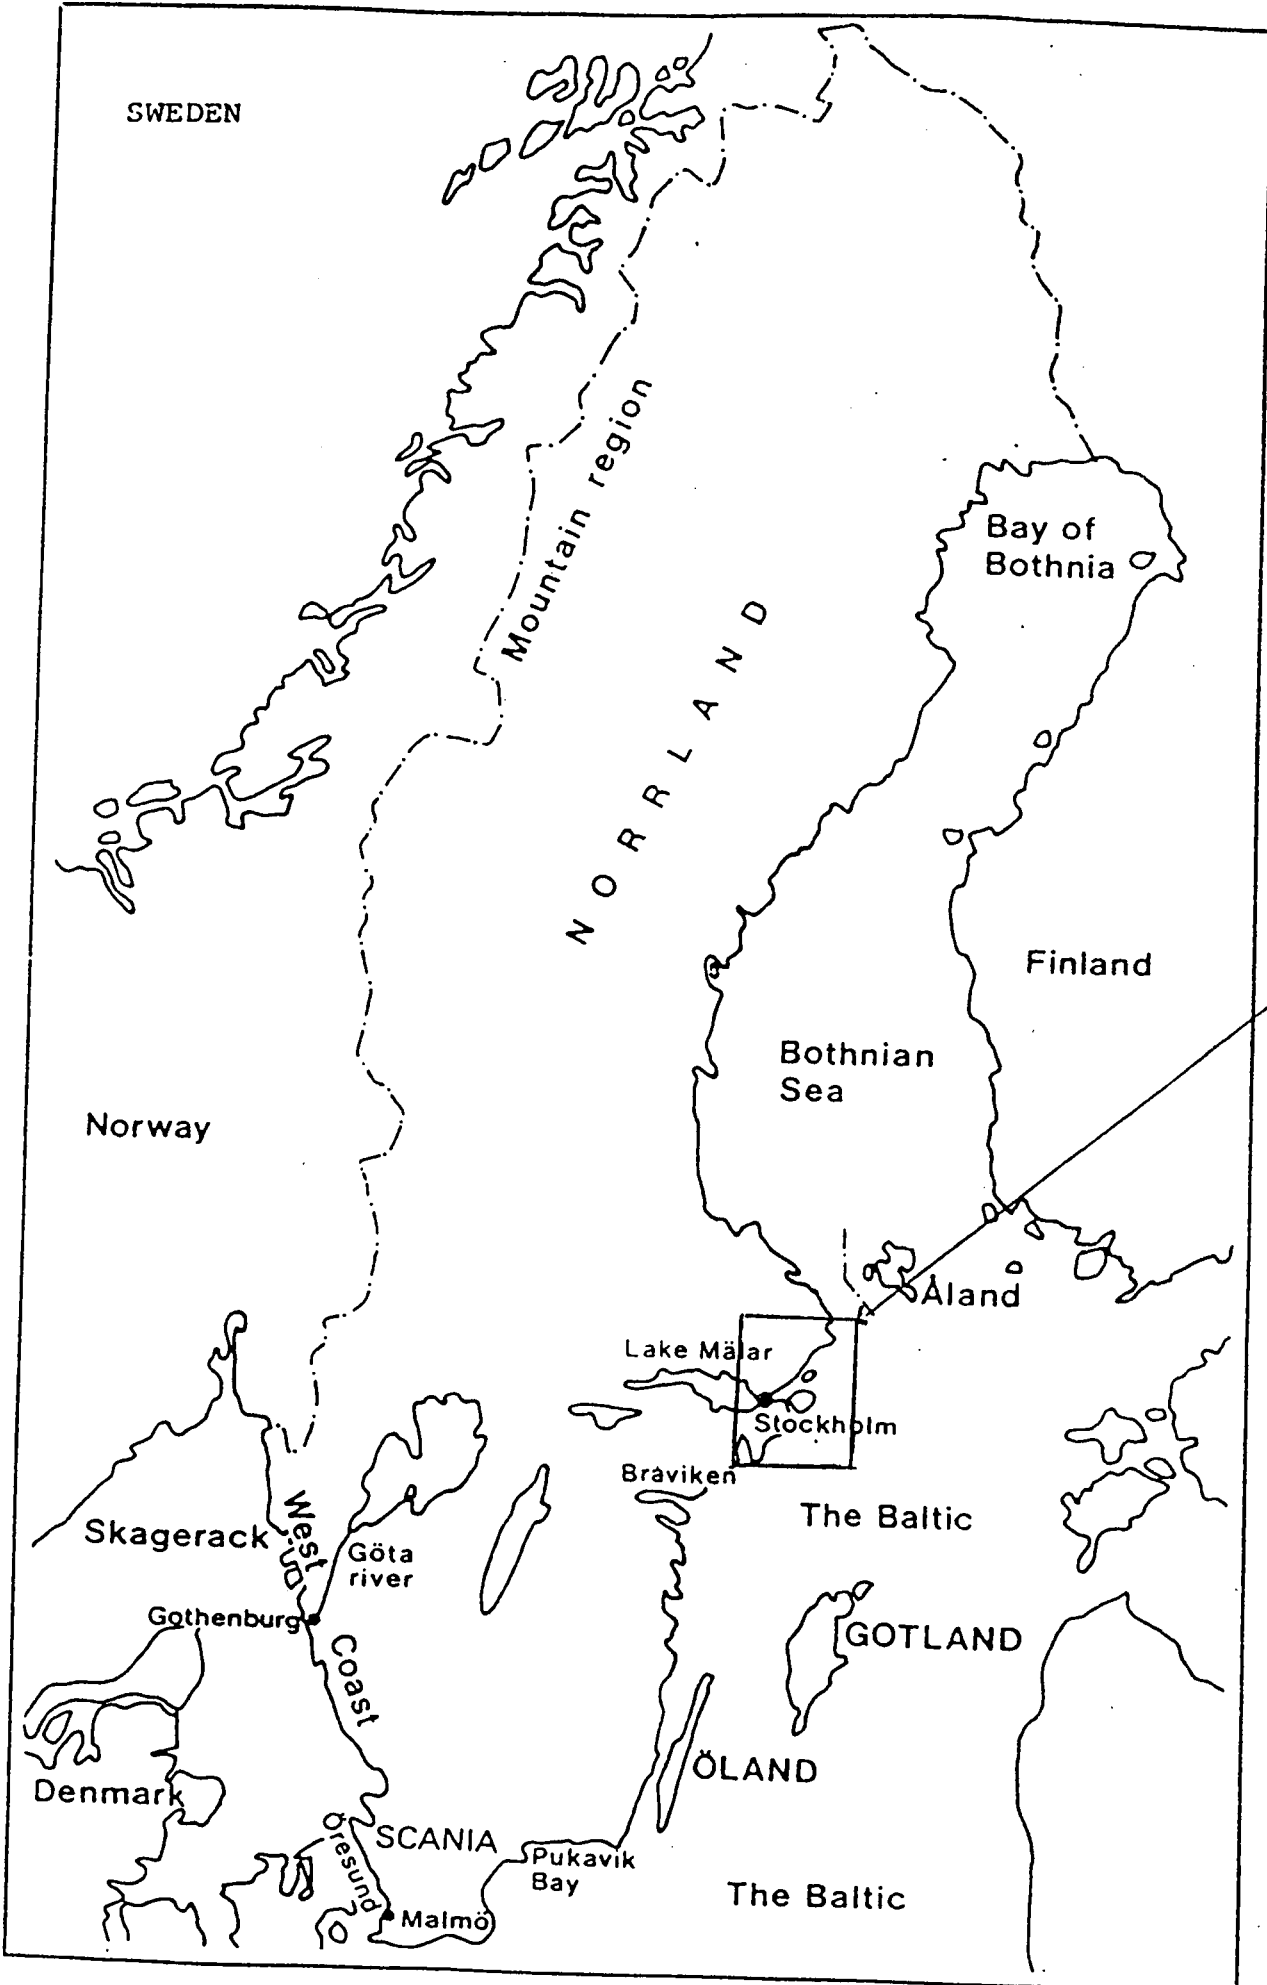 SWEDEN
Mountain region
Bay of
Bothnia
NORRLAND
Finland
Bothnian
Sea
Norway
Åland
Lake Mälar
Stockholm
Bråviken
The Baltic
Skagerack
West
Coast
Göta
river
Gothenburg
GOTLAND
ÖLAND
Denmark
Öresund
SCANIA
Pukavik
Bay
The Baltic
Malmö